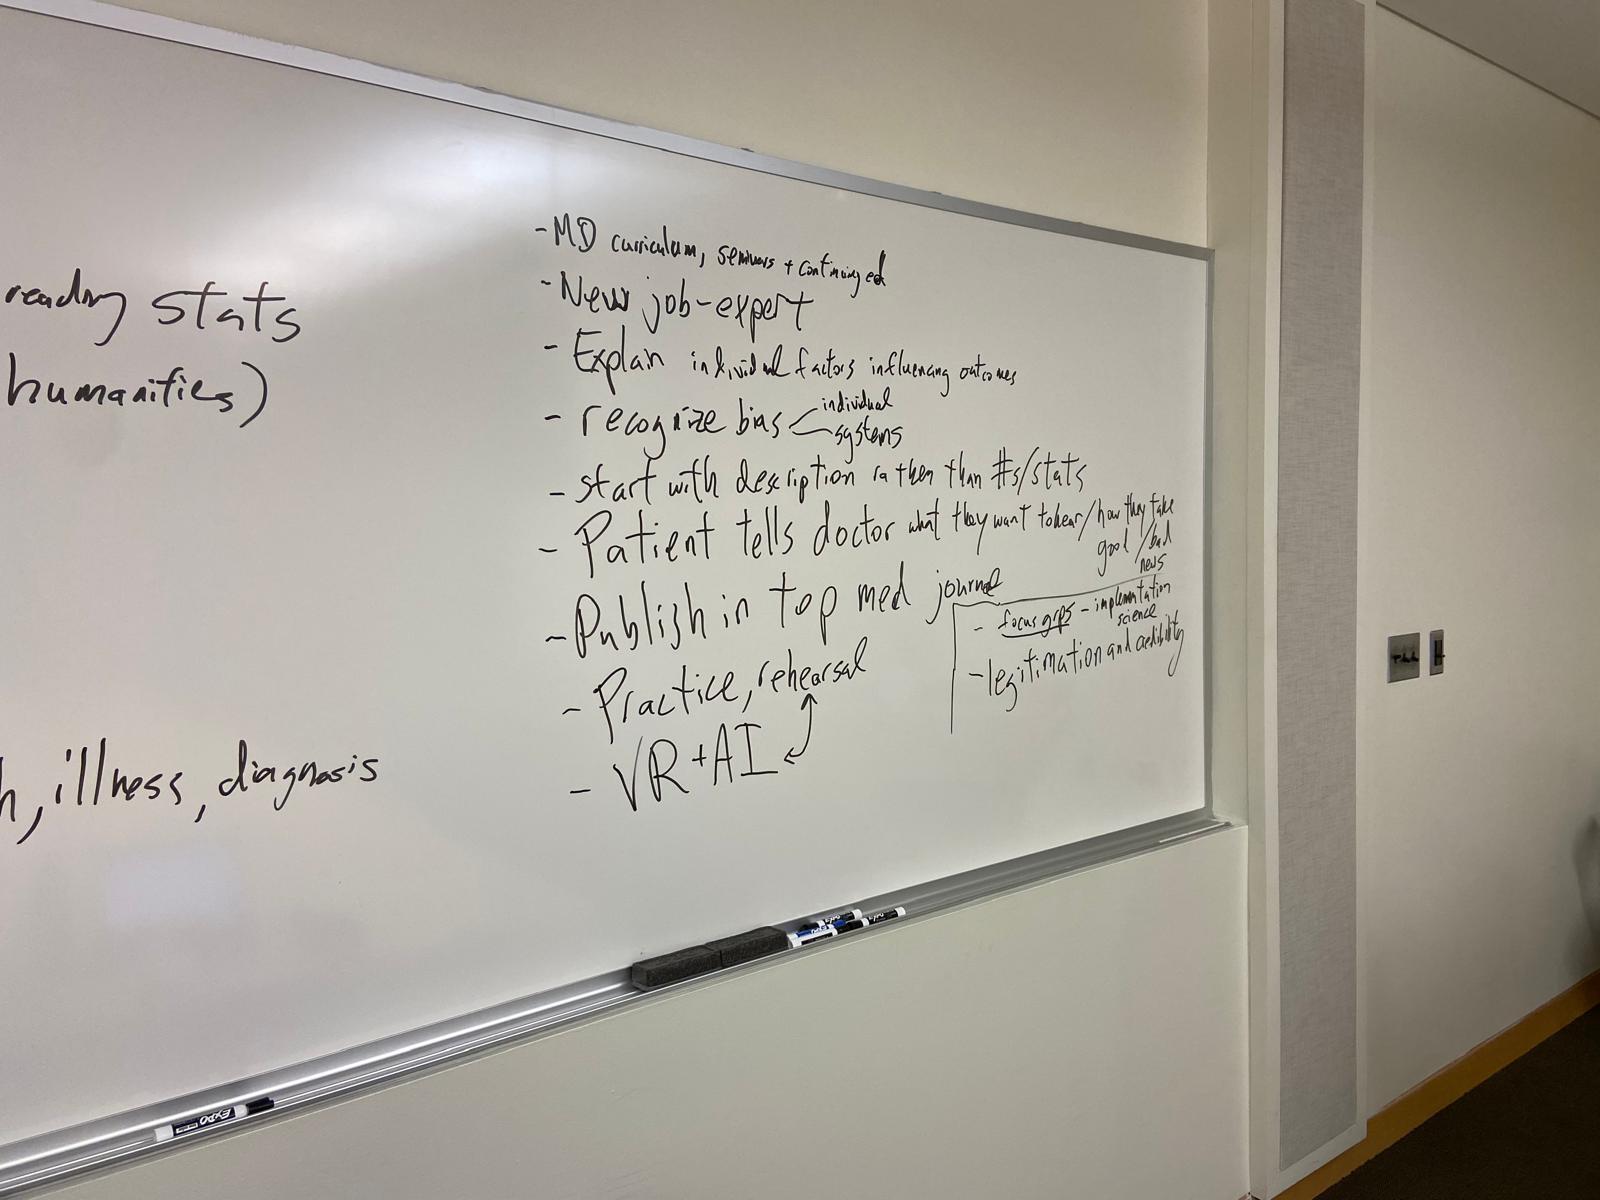 reading stats
humanities)
h, illness, diagnosis
- MD curriculum, seminars + continuing ed
- New job-expert
- Explain individual factors influencing outcomes
- recognize bias individual
systems
- start with description rather than #s/stats
- Patient tells doctor what they want to hear/how they take
good/bad
news
- Publish in top med journal
- focus grps - implementation
science
- legitimation and credibility
- Practice, rehearsal
- VR + AI
EXPO